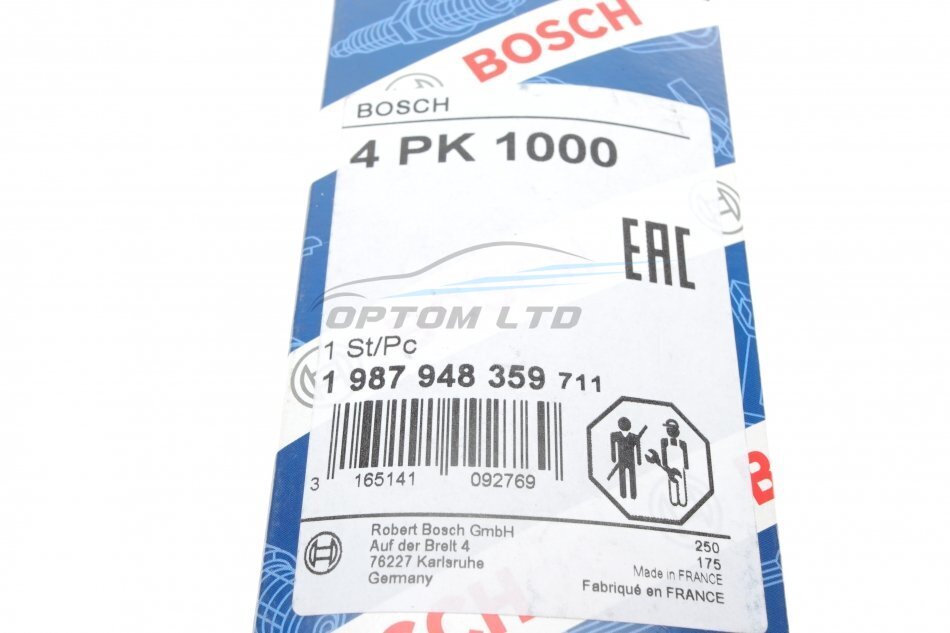 BOSCH
BOSCH
4 PK 1000
EAC
OPTOM LTD
1 St/Pc
1 987 948 359 711
3 165141 092769
B
Robert Bosch GmbH
Auf der Breit 4
76227 Karlsruhe
Germany
250
175
Made in FRANCE
Fabriqué en FRANCE